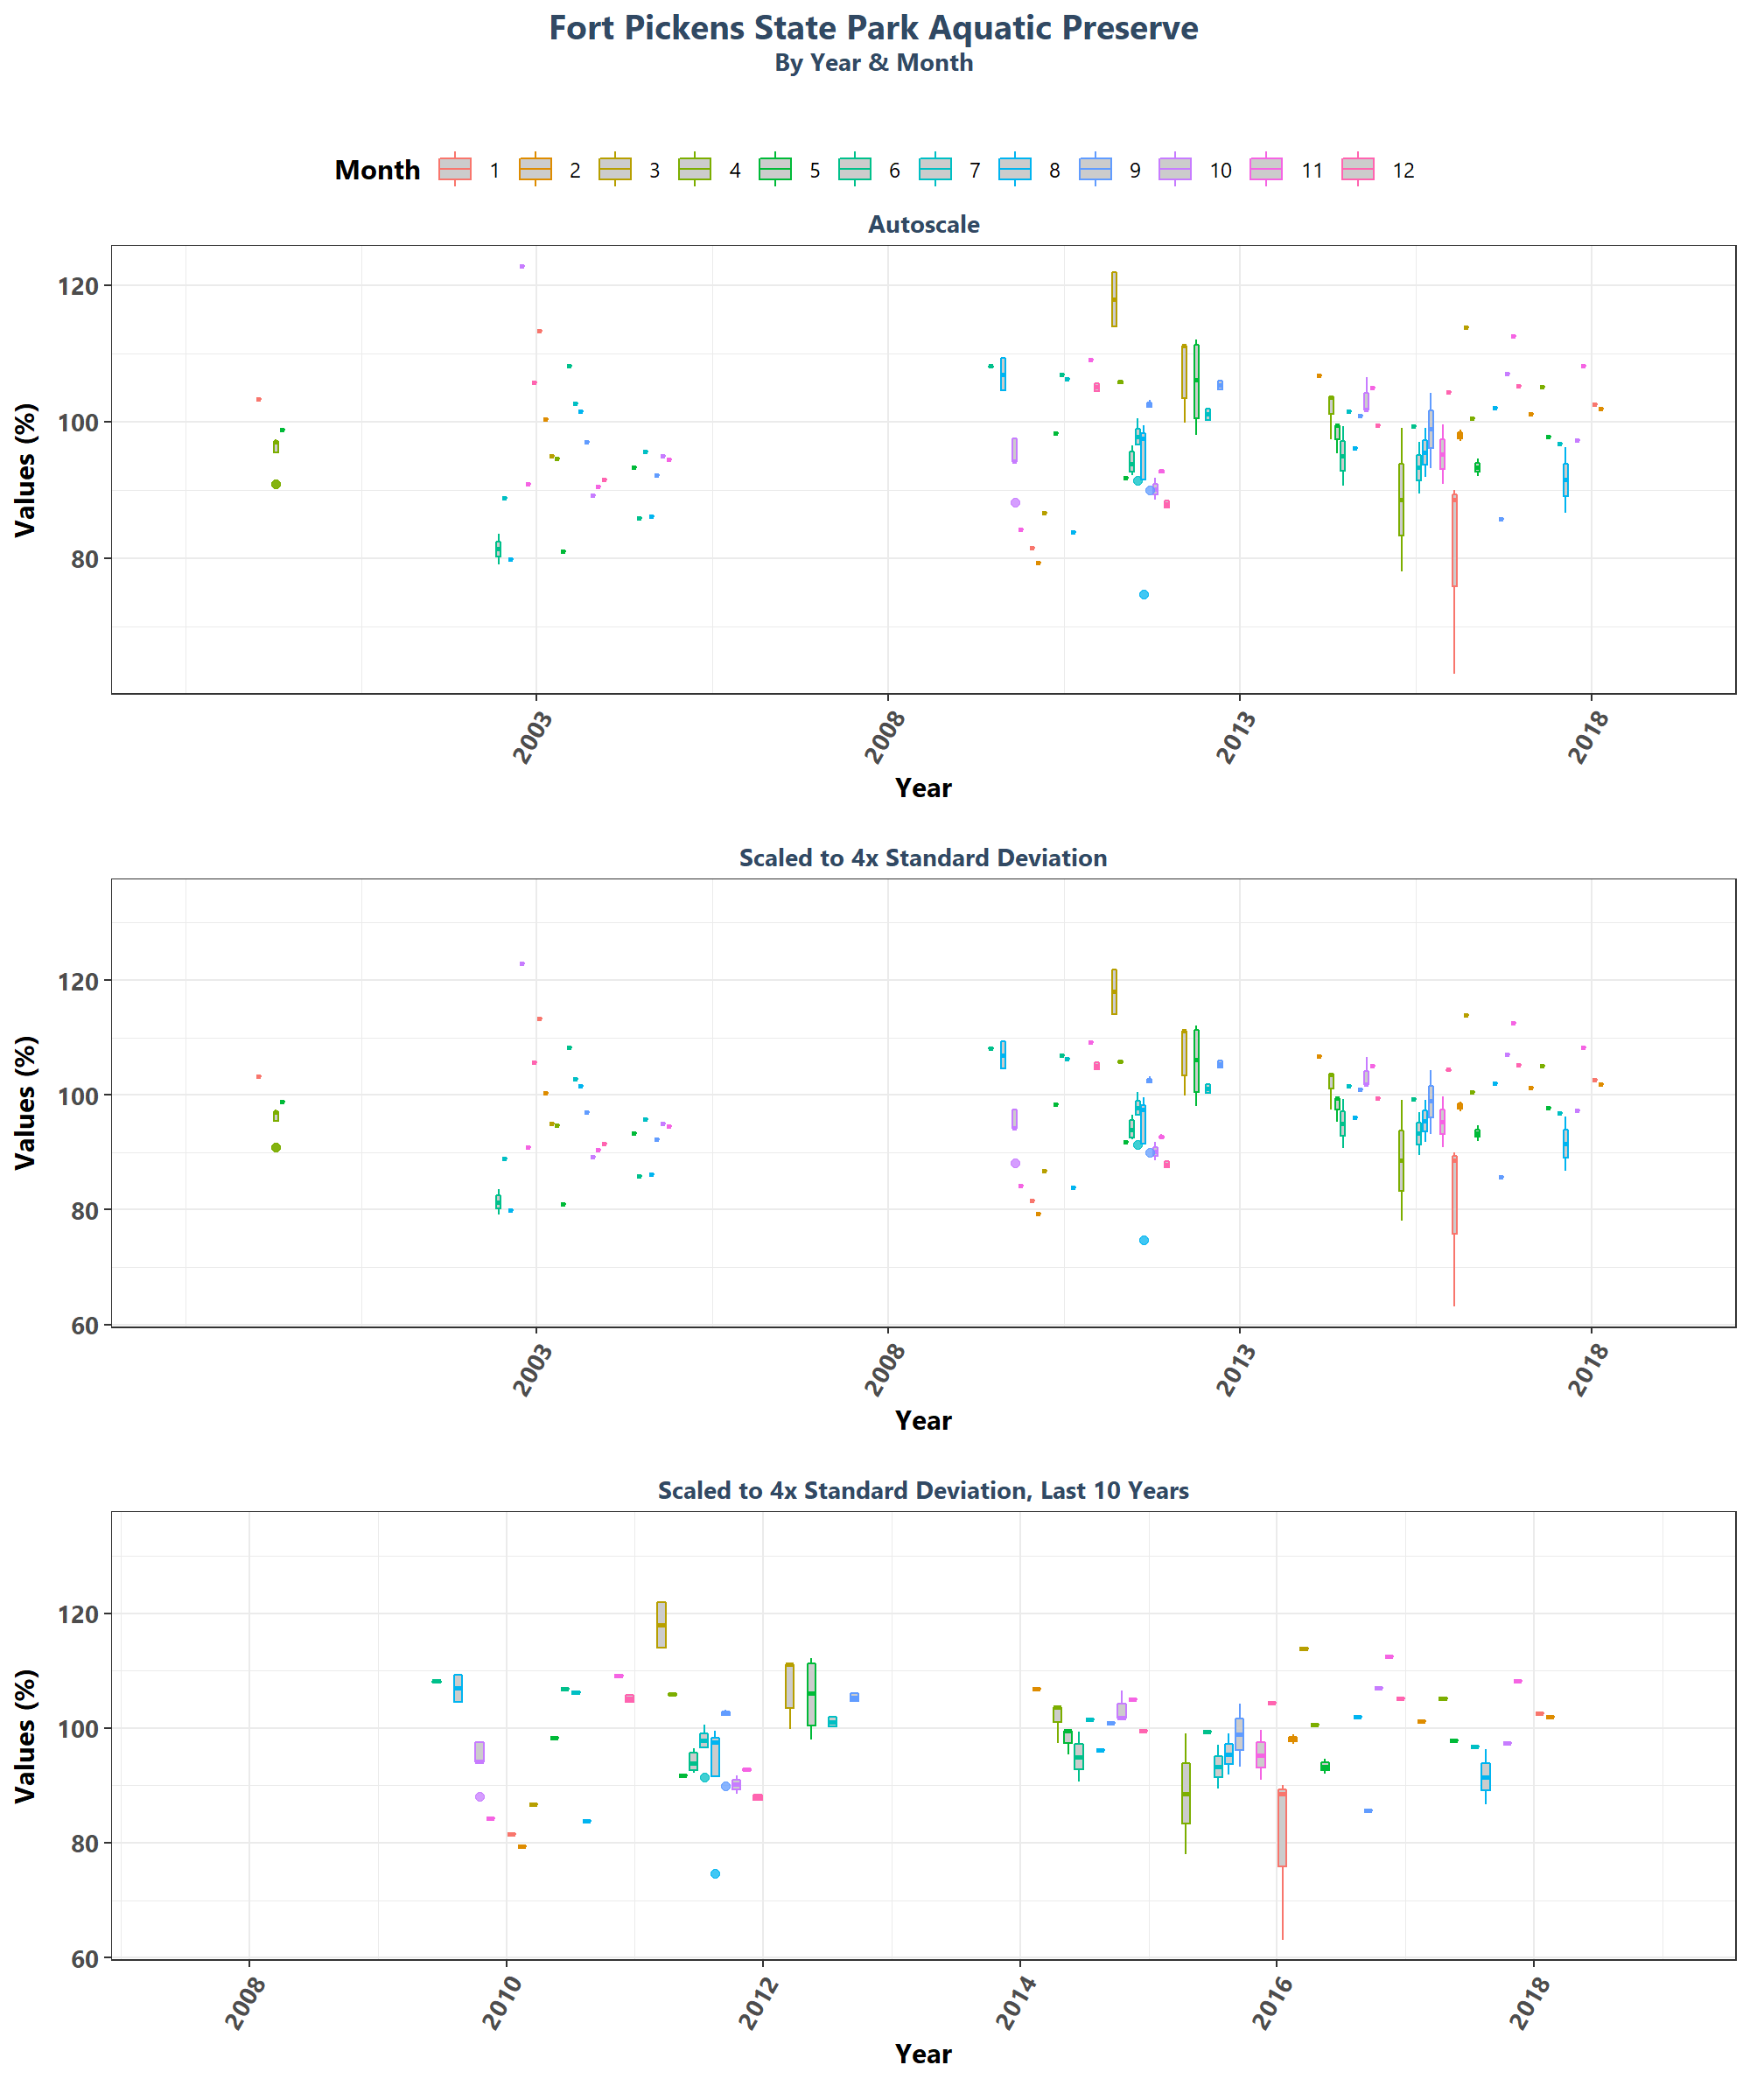 Fort Pickens State Park Aquatic Preserve
By Year & Month
Month 1 2 3 4 5 6 7 8 9 10 11 12
Autoscale
Values (%)
120
100
80
2003 2008 2013 2018
Year
Scaled to 4x Standard Deviation
Values (%)
120
100
80
60
2003 2008 2013 2018
Year
Scaled to 4x Standard Deviation, Last 10 Years
Values (%)
120
100
80
60
2008 2010 2012 2014 2016 2018
Year